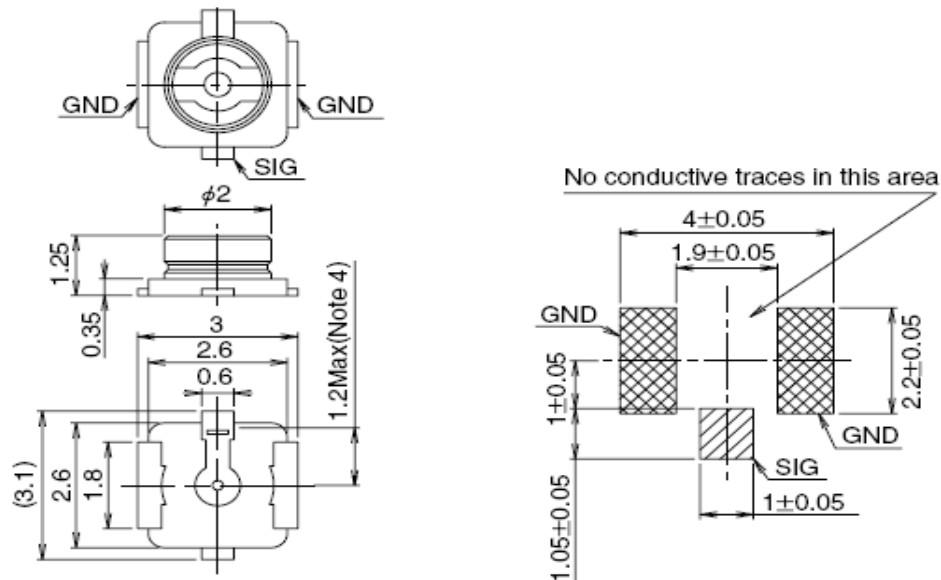 GND
GND
SIG
ϕ2
1.25
0.35
3
2.6
0.6
1.2Max(Note 4)
(3.1)
2.6
1.8
No conductive traces in this area
4±0.05
1.9±0.05
GND
1±0.05
2.2±0.05
GND
SIG
1±0.05
1.05±0.05